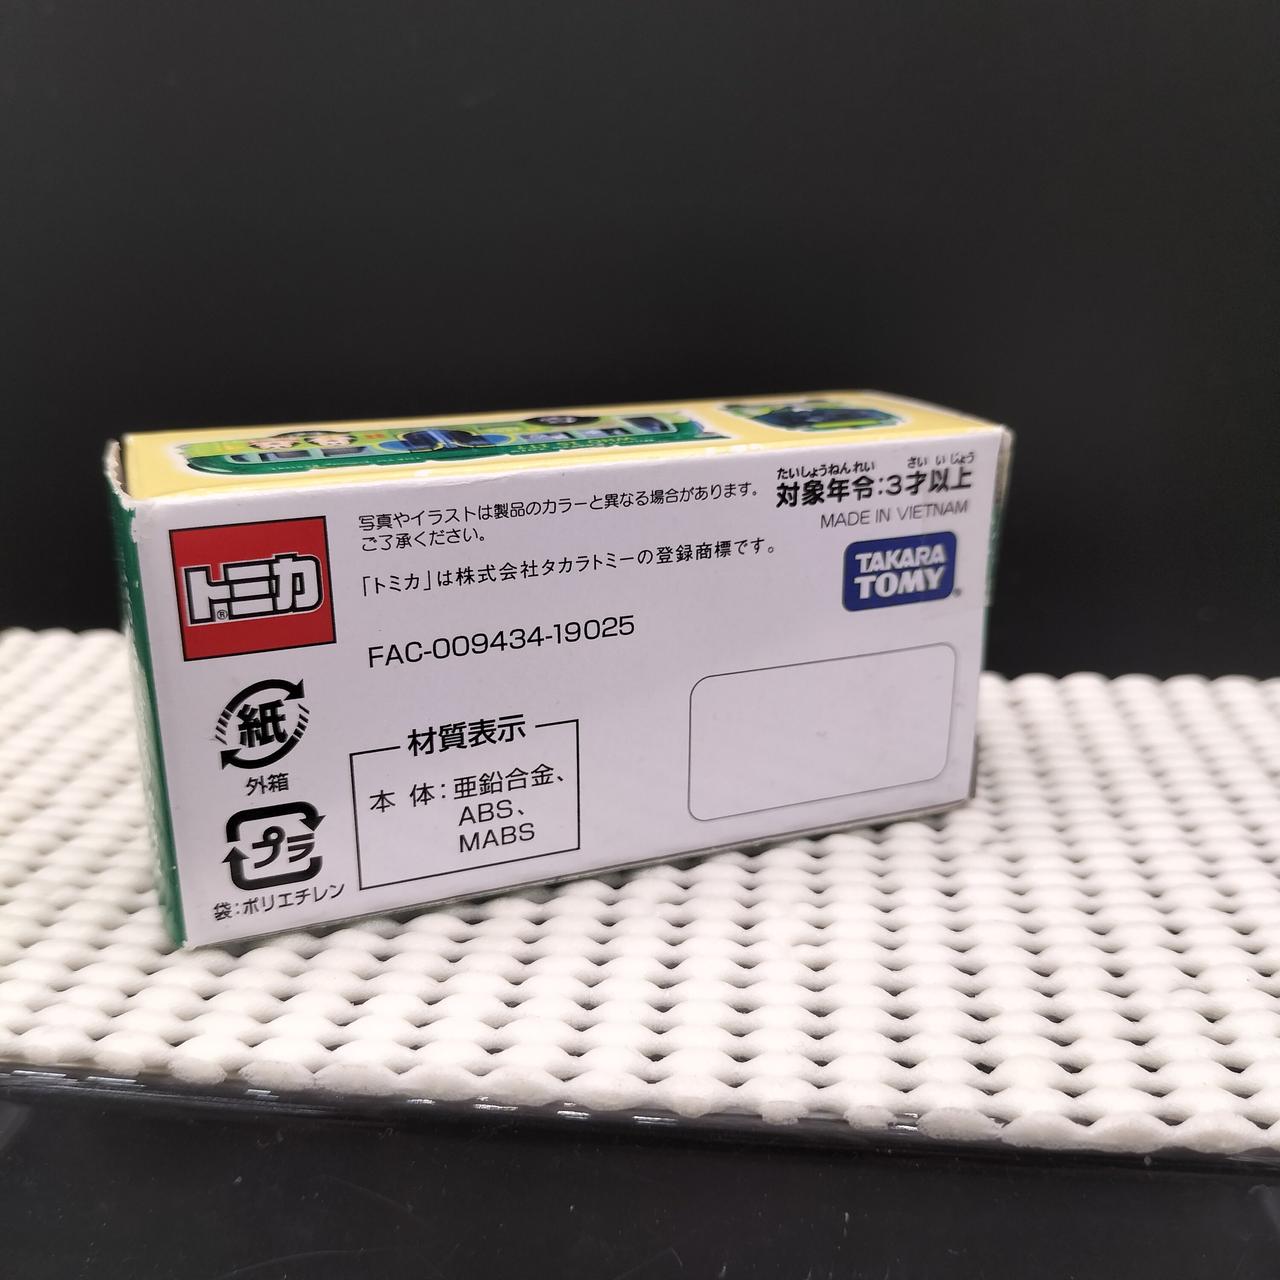 トミカ®
写真やイラストは製品のカラーと異なる場合があります。
ご了承ください。
「トミカ」は株式会社タカラトミーの登録商標です。
FAC-009434-19025
たいしょうねんれい さい いじょう
対象年令:3才以上
MADE IN VIETNAM
TAKARA
TOMY®
紙
外箱
プラ
袋:ポリエチレン
材質表示
本 体:亜鉛合金、
ABS、
MABS